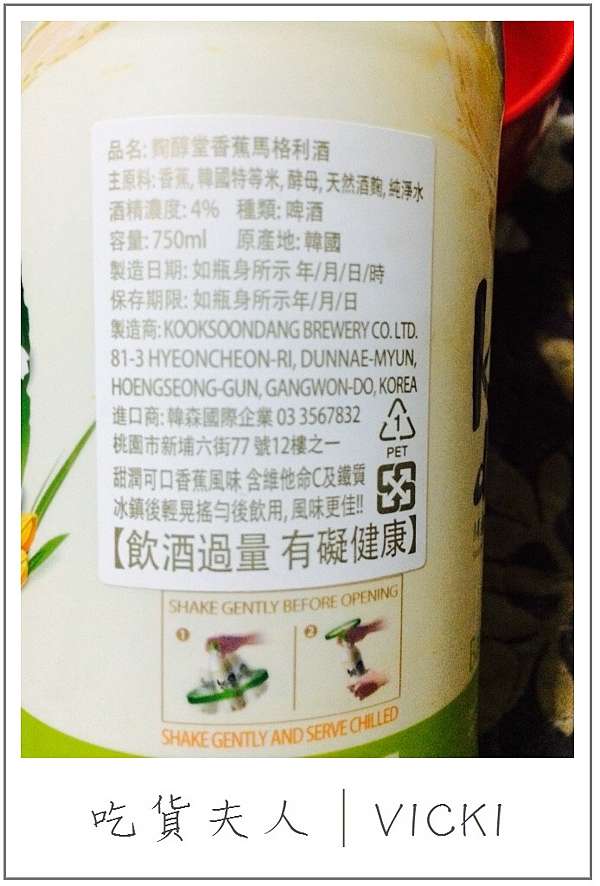 品名: 麴醇堂香蕉馬格利酒
主原料: 香蕉, 韓國特等米, 酵母, 天然酒麴, 純淨水
酒精濃度: 4% 種類: 啤酒
容量: 750ml 原產地: 韓國
製造日期: 如瓶身所示 年/月/日/時
保存期限: 如瓶身所示年/月/日
製造商: KOOKSOONDANG BREWERY CO. LTD.
81-3 HYEONCHEON-RI, DUNNAE-MYUN,
HOENGSEONG-GUN, GANGWON-DO, KOREA
進口商: 韓森國際企業 03 3567832
桃園市新埔六街77 號12樓之一
1
PET
甜潤可口香蕉風味 含維他命C及鐵質
冰鎮後輕晃搖勻後飲用, 風味更佳!!
【飲酒過量 有礙健康】
SHAKE GENTLY BEFORE OPENING
1 2
SHAKE GENTLY AND SERVE CHILLED
吃貨夫人 | VICKI